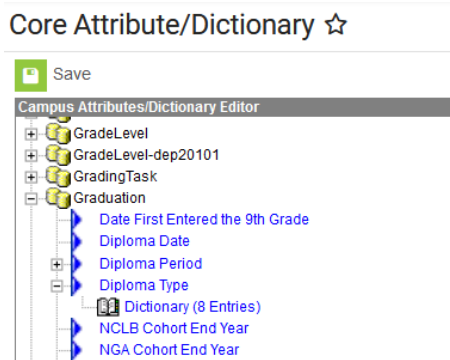 Core Attribute/Dictionary
Save
Campus Attributes/Dictionary Editor
GradeLevel
GradeLevel-dep20101
GradingTask
Graduation
Date First Entered the 9th Grade
Diploma Date
Diploma Period
Diploma Type
Dictionary (8 Entries)
NCLB Cohort End Year
NGA Cohort End Year